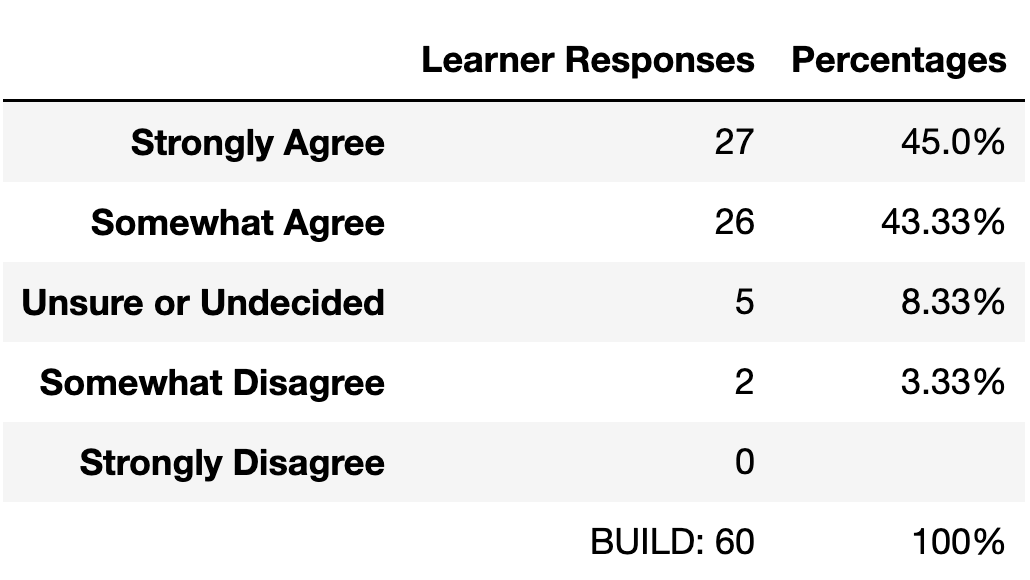 Learner Responses Percentages
Strongly Agree 27 45.0%
Somewhat Agree 26 43.33%
Unsure or Undecided 5 8.33%
Somewhat Disagree 2 3.33%
Strongly Disagree 0
BUILD: 60 100%